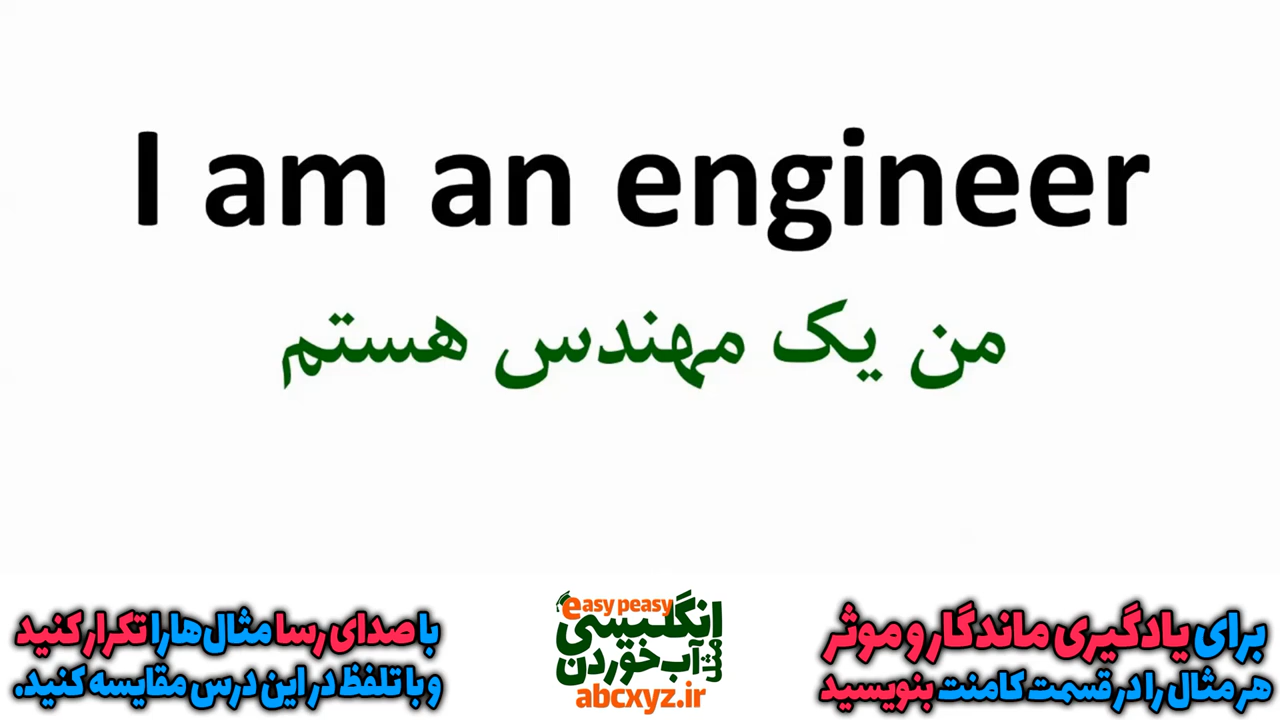 I am an engineer
من یک مهندس هستم
برای یادگیری ماندگار و موثر
هر مثال را در قسمت کامنت بنویسید
easy peasy
انگلیسی
مثل
آب خوردن
abcxyz.ir
با صدای رسا مثال‌ها را تکرار کنید
و با تلفظ در این درس مقایسه کنید.